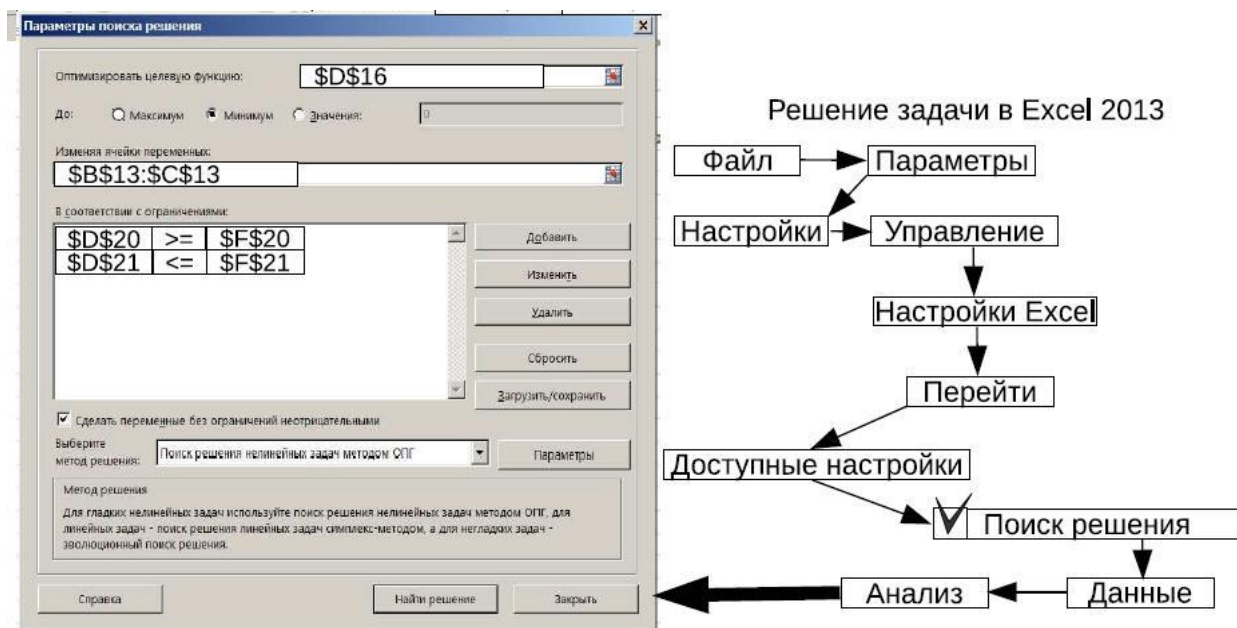 Параметры поиска решения
Оптимизировать целевую функцию: $D$16
До: Максимум Минимум Значения: 0
Изменяя ячейки переменных:
$B$13:$C$13
В соответствии с ограничениями:
$D$20 >= $F$20
$D$21 <= $F$21
Добавить
Изменить
Удалить
Сбросить
Загрузить/сохранить
Сделать переменные без ограничений неотрицательными
Выберите
метод решения: Поиск решения нелинейных задач методом ОПГ Параметры
Метод решения
Для гладких нелинейных задач используйте поиск решения нелинейных задач методом ОПГ, для
линейных задач - поиск решения линейных задач симплекс-методом, а для негладких задач -
эволюционный поиск решения.
Справка Найти решение Закрыть
Решение задачи в Excel 2013
Файл Параметры
Настройки Управление
Настройки Excel
Перейти
Доступные настройки
Поиск решения
Анализ Данные